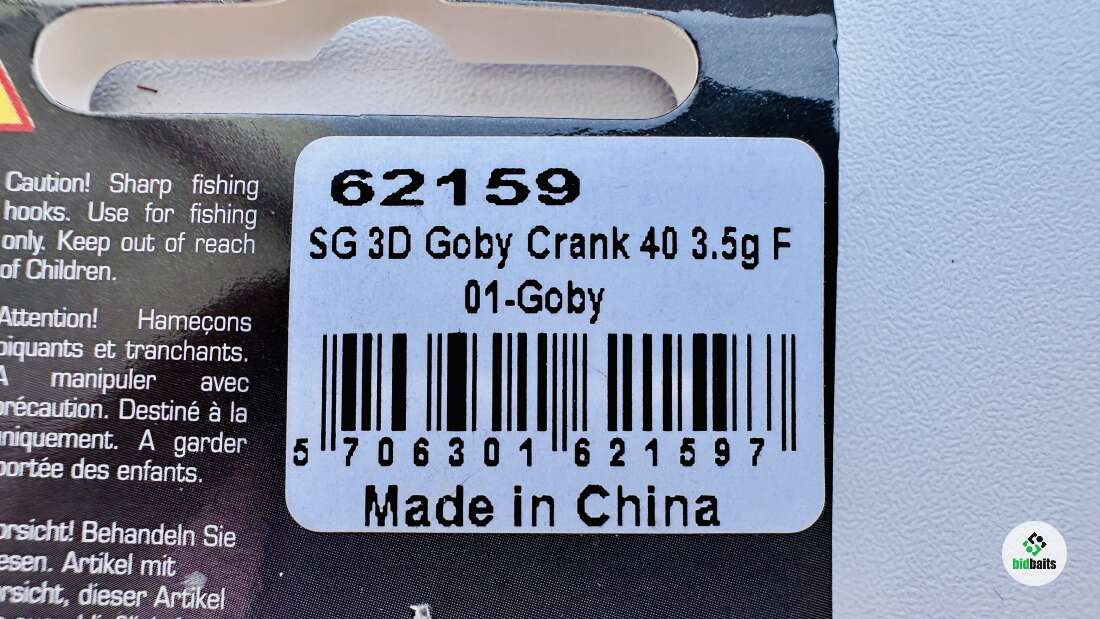 Caution! Sharp fishing
hooks. Use for fishing
only. Keep out of reach
of Children.
Attention! Hameçons
piquants et tranchants.
A manipuler avec
précaution. Destiné à la
uniquement. A garder
portée des enfants.
Behandeln Sie
Artikel mit
dieser Artikel
62159
SG 3D Goby Crank 40 3.5g F
01-Goby
5 706301 621597
Made in China
bidbaits